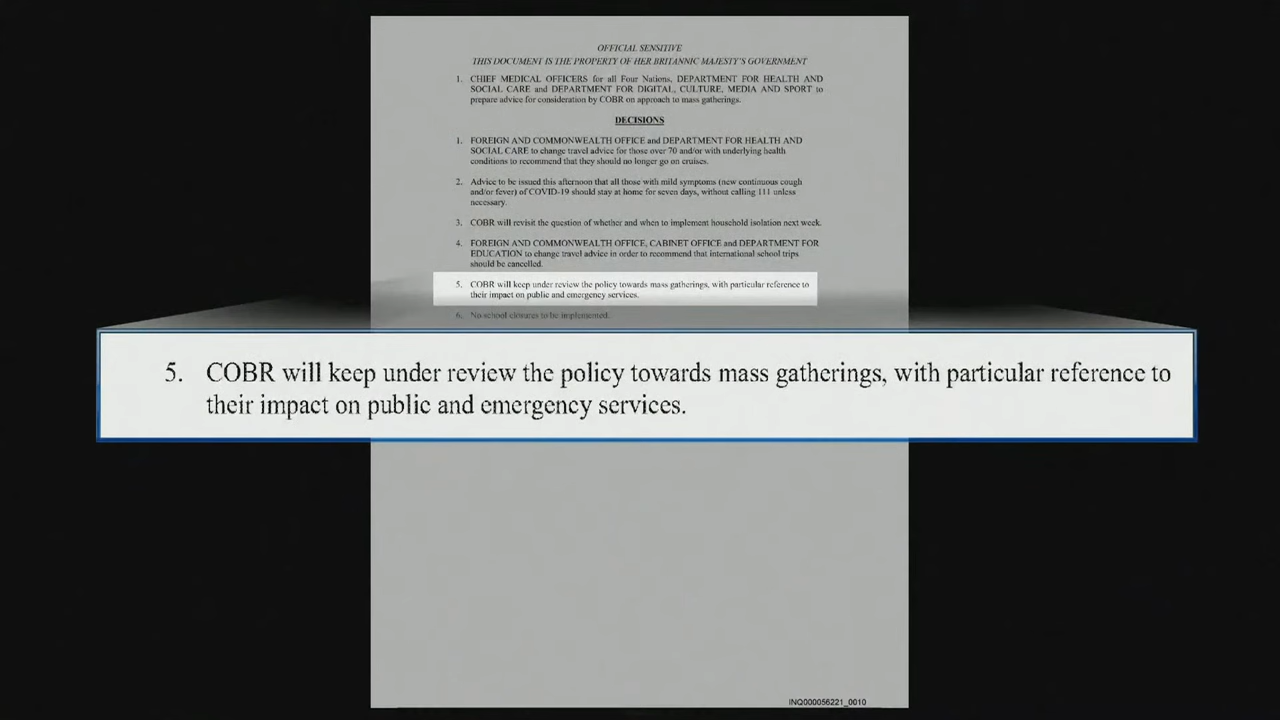 OFFICIAL SENSITIVE
THIS DOCUMENT IS THE PROPERTY OF HER BRITANNIC MAJESTY'S GOVERNMENT
1. CHIEF MEDICAL OFFICERS for all Four Nations, DEPARTMENT FOR HEALTH AND
SOCIAL CARE and DEPARTMENT FOR DIGITAL, CULTURE, MEDIA AND SPORT to
prepare advice for consideration by COBR on approach to mass gatherings.
DECISIONS
1. FOREIGN AND COMMONWEALTH OFFICE and DEPARTMENT FOR HEALTH AND
SOCIAL CARE to change travel advice for those over 70 and/or with underlying health
conditions to recommend that they should no longer go on cruises.
2. Advice to be issued this afternoon that all those with mild symptoms (new continuous cough
and/or fever) of COVID-19 should stay at home for seven days, without calling 111 unless
necessary.
3. COBR will revisit the question of whether and when to implement household isolation next week.
4. FOREIGN AND COMMONWEALTH OFFICE, CABINET OFFICE and DEPARTMENT FOR
EDUCATION to change travel advice in order to recommend that international school trips
should be cancelled.
5. COBR will keep under review the policy towards mass gatherings, with particular reference to
their impact on public and emergency services.
6. No school closures to be implemented.
5. COBR will keep under review the policy towards mass gatherings, with particular reference to
their impact on public and emergency services.
INQ000056221_0010